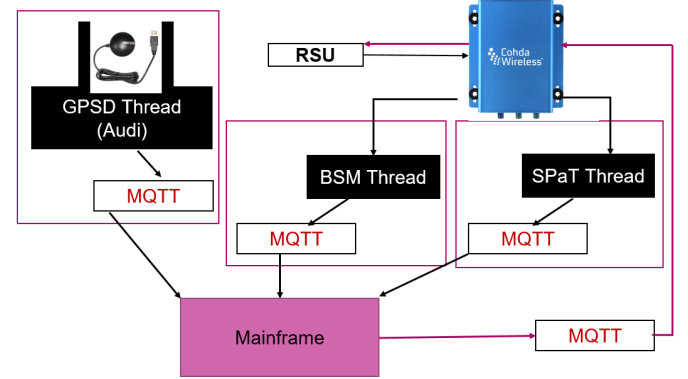 RSU
Cohda
Wireless
GPSD Thread
(Audi)
BSM Thread
SPaT Thread
MQTT
MQTT
MQTT
Mainframe
MQTT